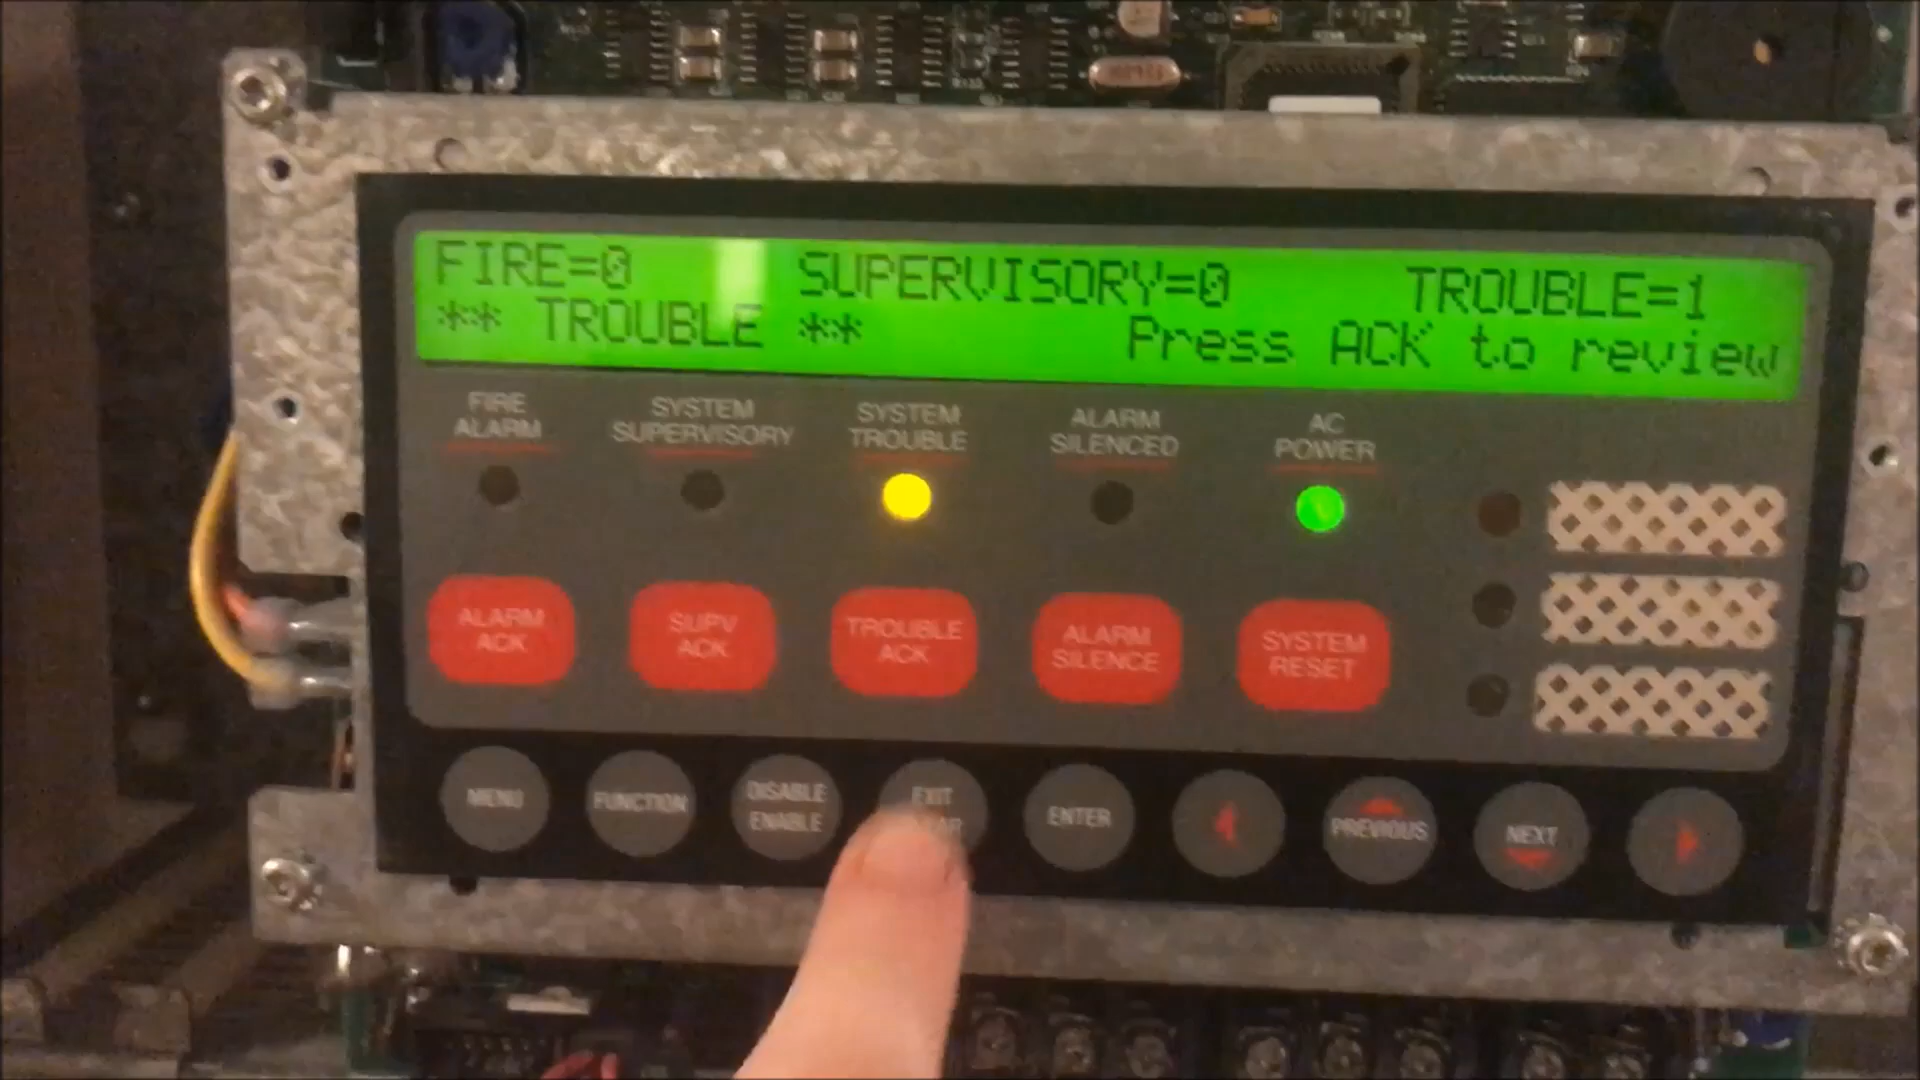 FIRE=0 SUPERVISORY=0 TROUBLE=1
** TROUBLE ** Press ACK to review
FIRE
ALARM
SYSTEM
SUPERVISORY
SYSTEM
TROUBLE
ALARM
SILENCED
AC
POWER
ALARM
ACK
SUPV
ACK
TROUBLE
ACK
ALARM
SILENCE
SYSTEM
RESET
MENU
FUNCTION
DISABLE
ENABLE
EXIT
ENTER
PREVIOUS
NEXT